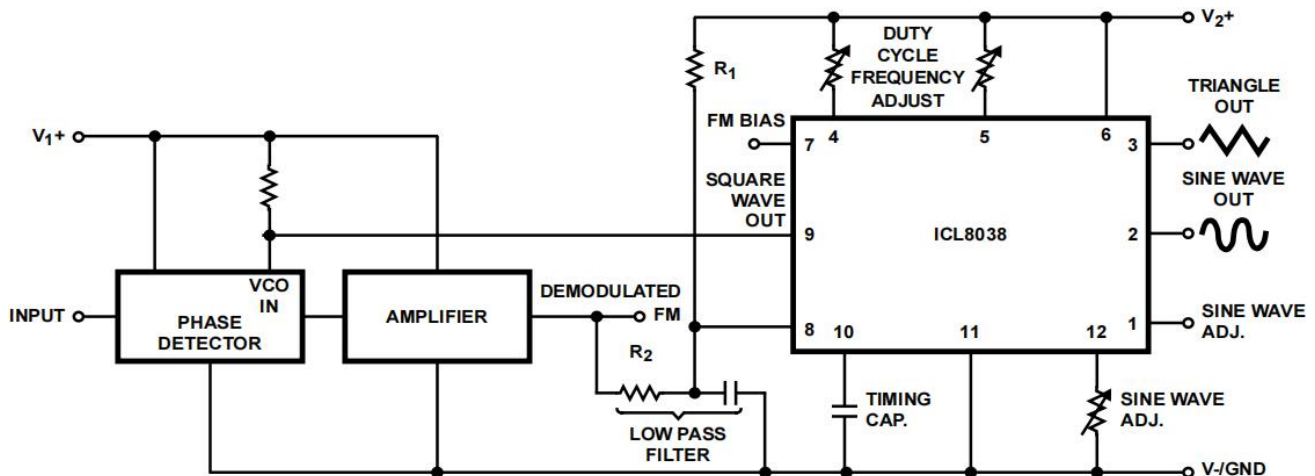 V2+
R1
DUTY
CYCLE
FREQUENCY
ADJUST
TRIANGLE
OUT
V1+
FM BIAS
7
4
5
6
3
SINE WAVE
OUT
SQUARE
WAVE
OUT
9
ICL8038
2
VCO
IN
INPUT
PHASE
DETECTOR
AMPLIFIER
DEMODULATED
FM
8
10
11
12
1
SINE WAVE
ADJ.
R2
TIMING
CAP.
SINE WAVE
ADJ.
LOW PASS
FILTER
V-/GND